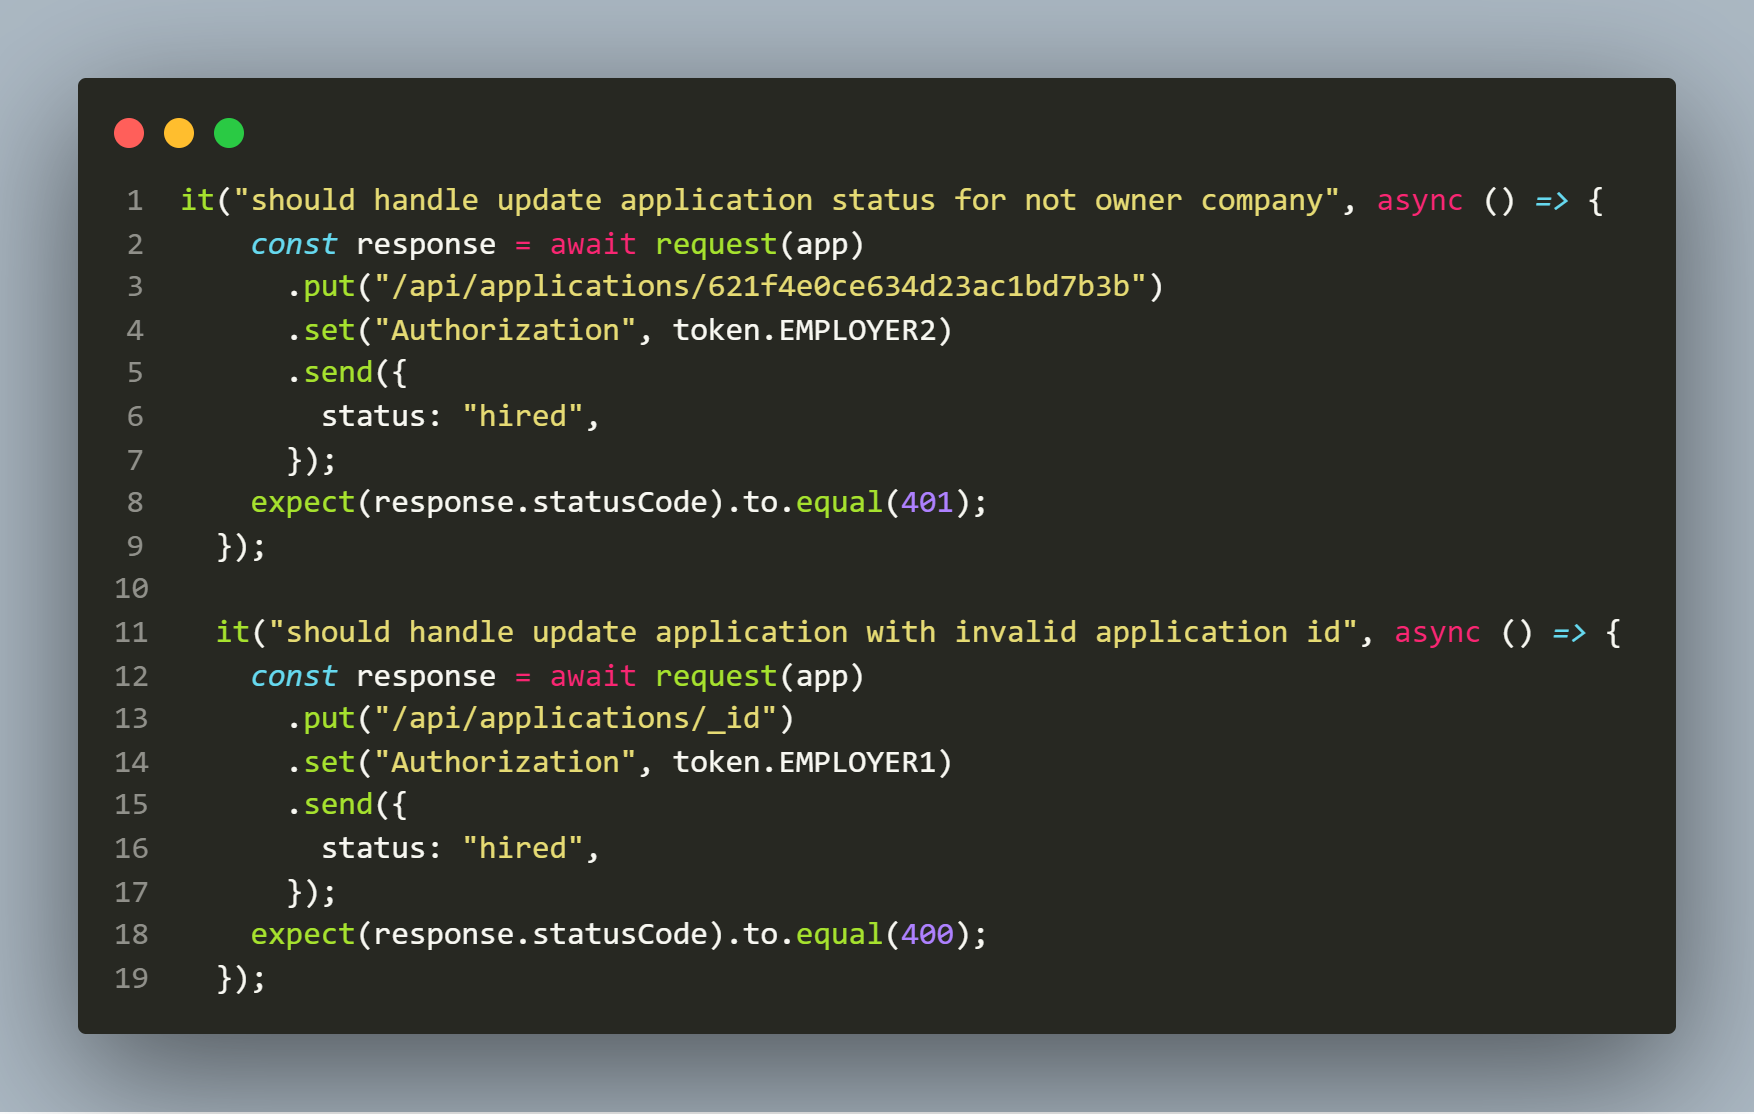 1 it("should handle update application status for not owner company", async () => {
2     const response = await request(app)
3       .put("/api/applications/621f4e0ce634d23ac1bd7b3b")
4       .set("Authorization", token.EMPLOYER2)
5       .send({
6         status: "hired",
7       });
8     expect(response.statusCode).to.equal(401);
9   });
10
11   it("should handle update application with invalid application id", async () => {
12     const response = await request(app)
13       .put("/api/applications/_id")
14       .set("Authorization", token.EMPLOYER1)
15       .send({
16         status: "hired",
17       });
18     expect(response.statusCode).to.equal(400);
19   });